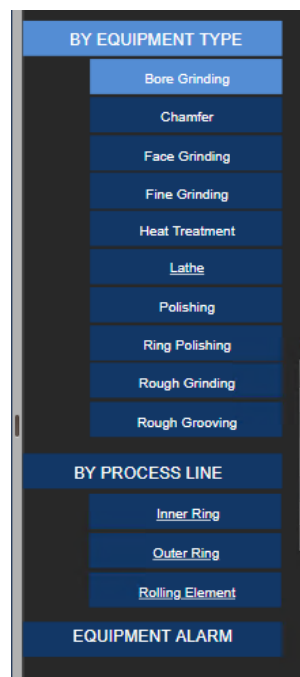 BY EQUIPMENT TYPE
Bore Grinding
Chamfer
Face Grinding
Fine Grinding
Heat Treatment
Lathe
Polishing
Ring Polishing
Rough Grinding
Rough Grooving
BY PROCESS LINE
Inner Ring
Outer Ring
Rolling Element
EQUIPMENT ALARM